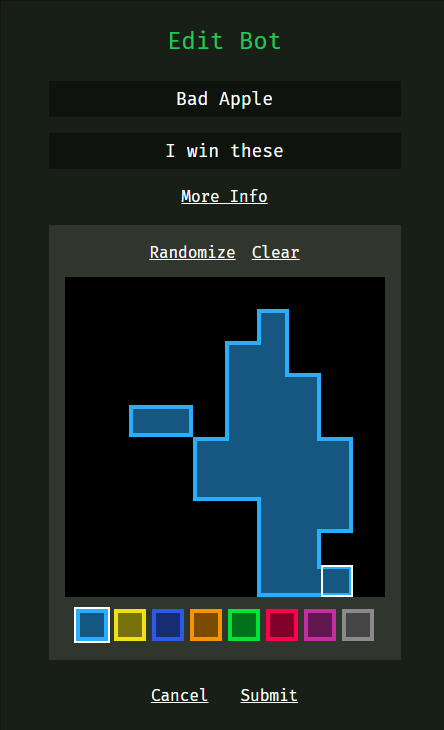 Edit Bot
Bad Apple
I win these
More Info
Randomize Clear
Cancel Submit